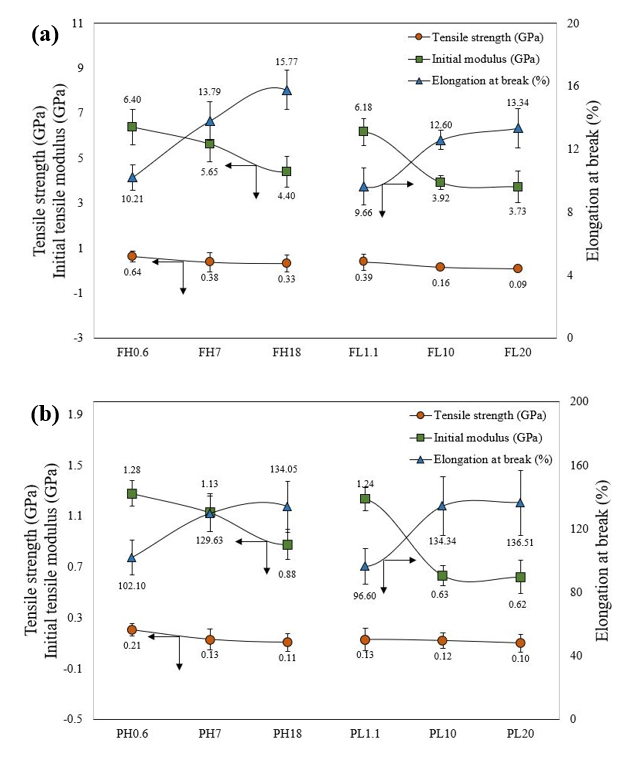 (a)
11
9
7
5
3
1
-1
-3
Tensile strength (GPa)
Initial tensile modulus (GPa)
20
16
12
8
4
0
Elongation at break (%)
Tensile strength (GPa)
Initial modulus (GPa)
Elongation at break (%)
15.77
6.40
13.79
6.18
12.60
13.34
10.21
5.65
4.40
9.66
3.92
3.73
0.64
0.38
0.33
0.39
0.16
0.09
FH0.6
FH7
FH18
FL1.1
FL10
FL20
(b)
1.9
1.5
1.1
0.7
0.3
-0.1
-0.5
Tensile strength (GPa)
Initial tensile modulus (GPa)
200
160
120
80
40
0
Elongation at break (%)
Tensile strength (GPa)
Initial modulus (GPa)
Elongation at break (%)
1.28
1.13
134.05
1.24
129.63
134.34
136.51
102.10
0.88
96.60
0.63
0.62
0.21
0.13
0.11
0.13
0.12
0.10
PH0.6
PH7
PH18
PL1.1
PL10
PL20